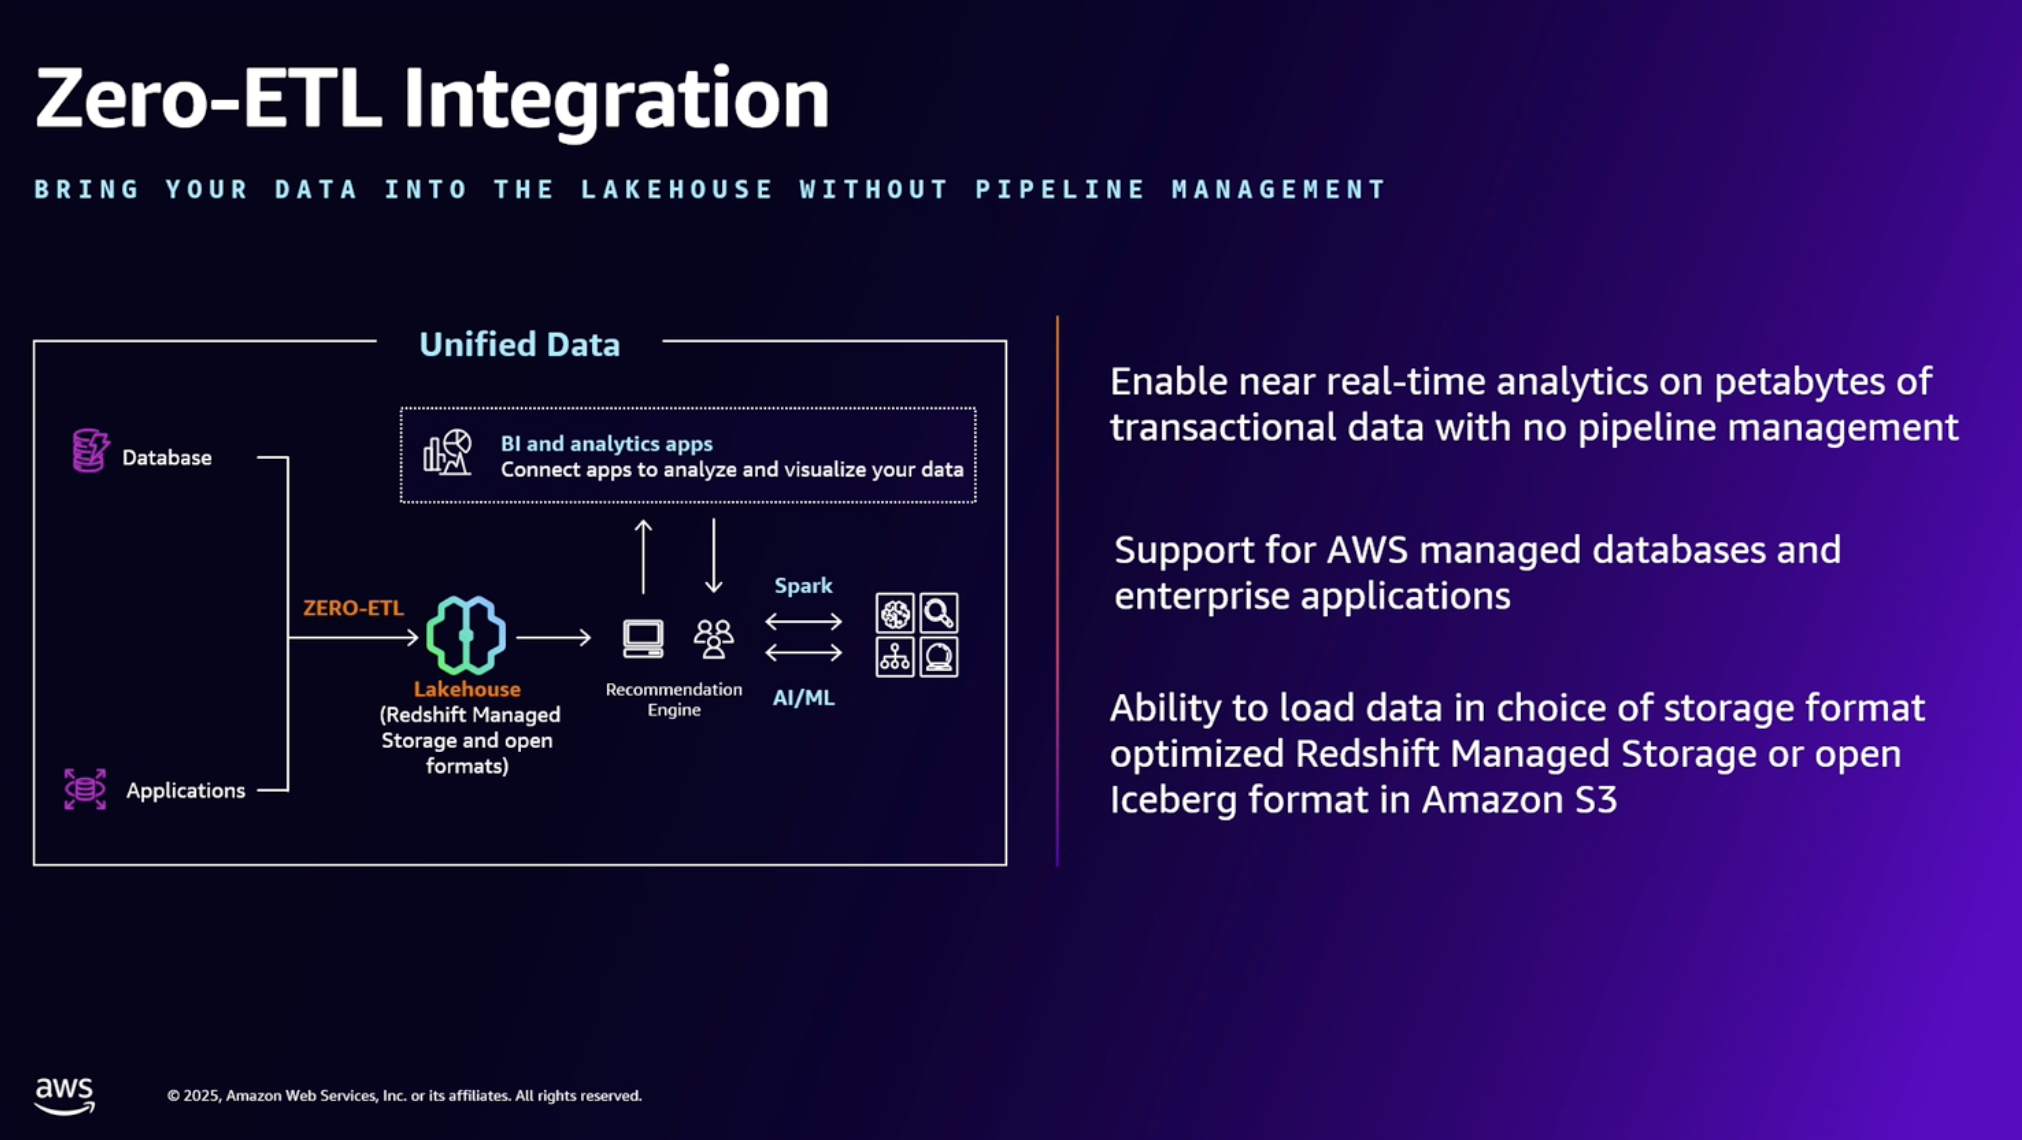 Zero-ETL Integration
BRING YOUR DATA INTO THE LAKEHOUSE WITHOUT PIPELINE MANAGEMENT
Unified Data
Database
BI and analytics apps
Connect apps to analyze and visualize your data
ZERO-ETL
Lakehouse
(Redshift Managed
Storage and open
formats)
Recommendation
Engine
Spark
AI/ML
Applications
Enable near real-time analytics on petabytes of
transactional data with no pipeline management
Support for AWS managed databases and
enterprise applications
Ability to load data in choice of storage format
optimized Redshift Managed Storage or open
Iceberg format in Amazon S3
aws
© 2025, Amazon Web Services, Inc. or its affiliates. All rights reserved.